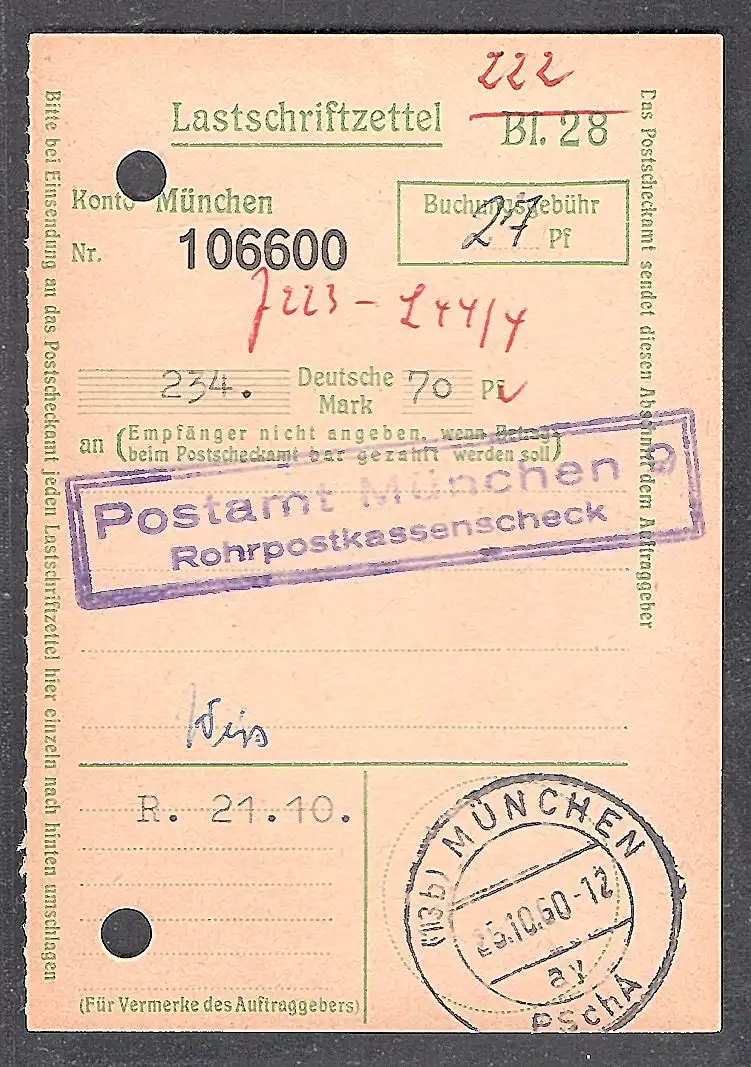 222
Lastschriftzettel
Bl. 28
Konto München
Nr. 106600
Buchungsgebühr
27 Pf
234. Deutsche Mark 70 Pf
an (Empfänger nicht angeben, wenn Betrag
beim Postscheckamt bar gezahlt werden soll)
Postamt München 9
Rohrpostkassenscheck
R. 21.10.
(Für Vermerke des Auftraggebers)
(13b) MÜNCHEN
25.10.60-12
ay
PSchA
Bitte bei Einsendung an das Postscheckamt jeden Lastschriftzettel hier einzeln nach hinten umschlagen
Das Postscheckamt sendet diesen Abschnitt dem Auftraggeber